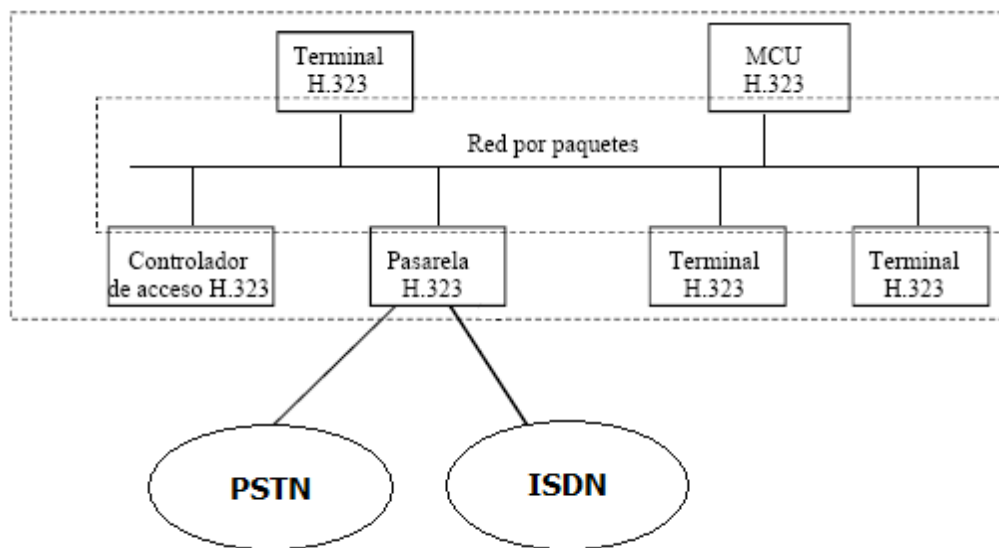 Terminal
H.323
MCU
H.323
Red por paquetes
Controlador
de acceso H.323
Pasarela
H.323
Terminal
H.323
Terminal
H.323
PSTN
ISDN